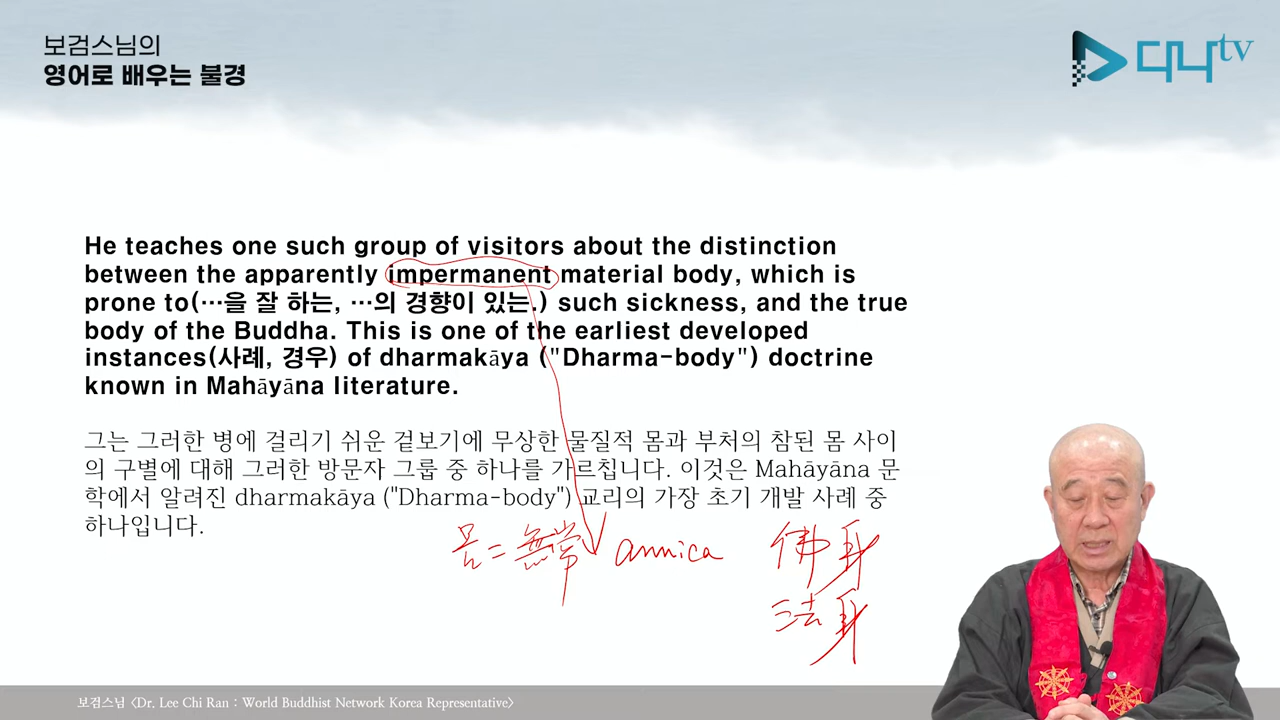 보검스님의
영어로 배우는 불경
디나tv
He teaches one such group of visitors about the distinction
between the apparently impermanent material body, which is
prone to(…을 잘 하는, …의 경향이 있는.) such sickness, and the true
body of the Buddha. This is one of the earliest developed
instances(사례, 경우) of dharmakāya ("Dharma-body") doctrine
known in Mahāyāna literature.
그는 그러한 병에 걸리기 쉬운 겉보기에 무상한 물질적 몸과 부처의 참된 몸 사이
의 구별에 대해 그러한 방문자 그룹 중 하나를 가르칩니다. 이것은 Mahāyāna 문
학에서 알려진 dharmakāya ("Dharma-body") 교리의 가장 초기 개발 사례 중
하나입니다.
몸 = 無常 annica 佛身
法身
보검스님 <Dr. Lee Chi Ran : World Buddhist Network Korea Representative>